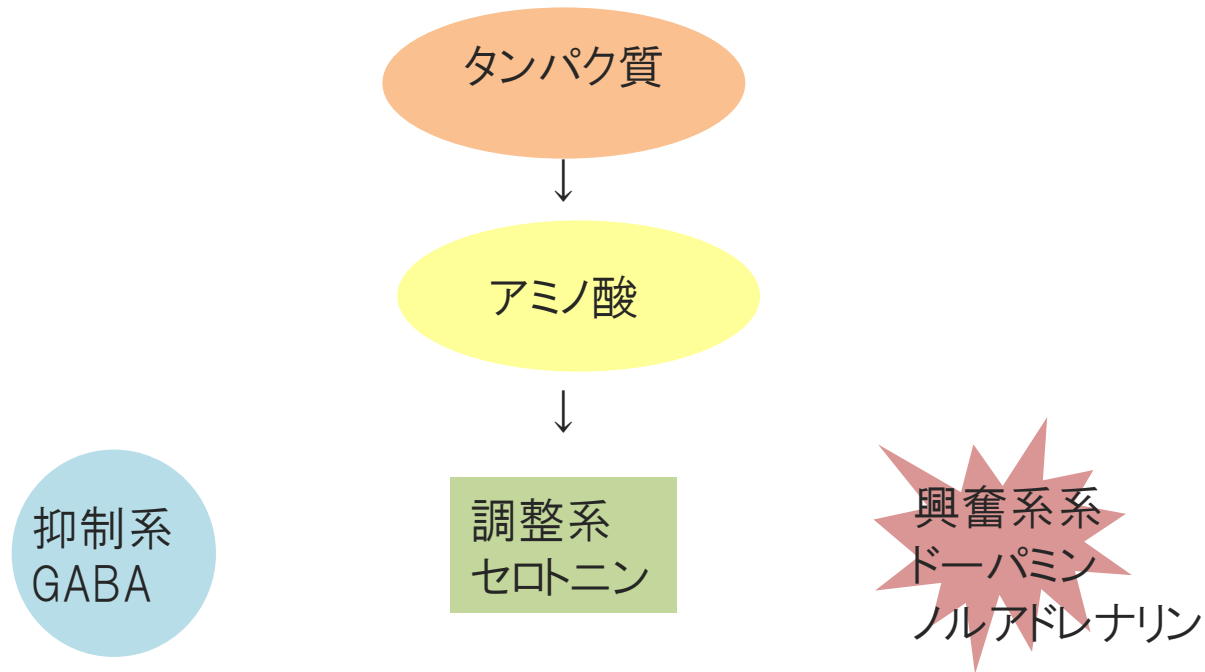 タンパク質
↓
アミノ酸
↓
抑制系
GABA
調整系
セロトニン
興奮系系
ドーパミン
ノルアドレナリン